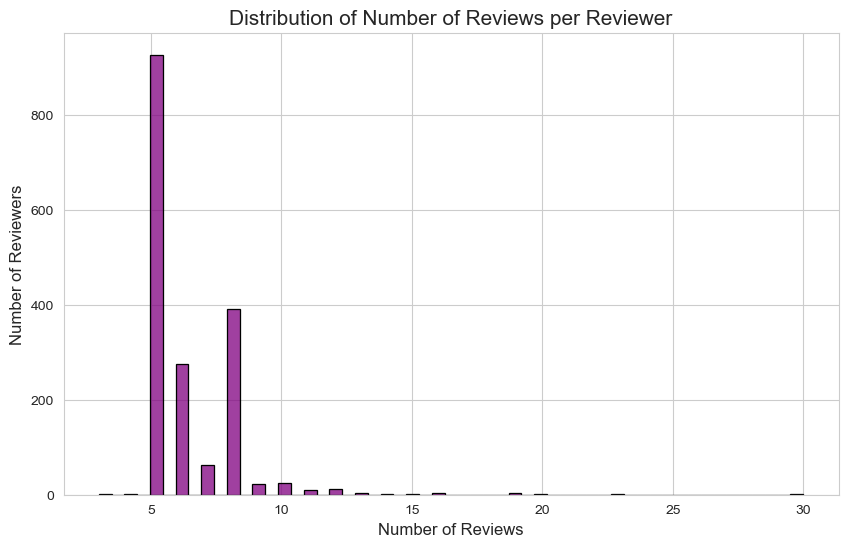 Distribution of Number of Reviews per Reviewer
Number of Reviewers
800
600
400
200
0
5 10 15 20 25 30
Number of Reviews